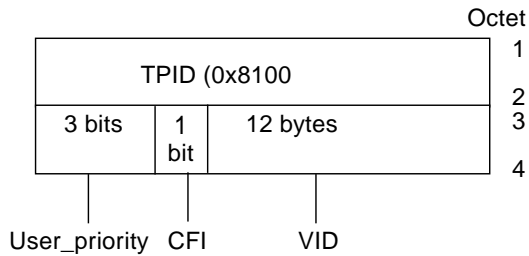 Octet
1
TPID (0x8100
2
3 bits
1
bit
12 bytes
3
4
User_priority
CFI
VID